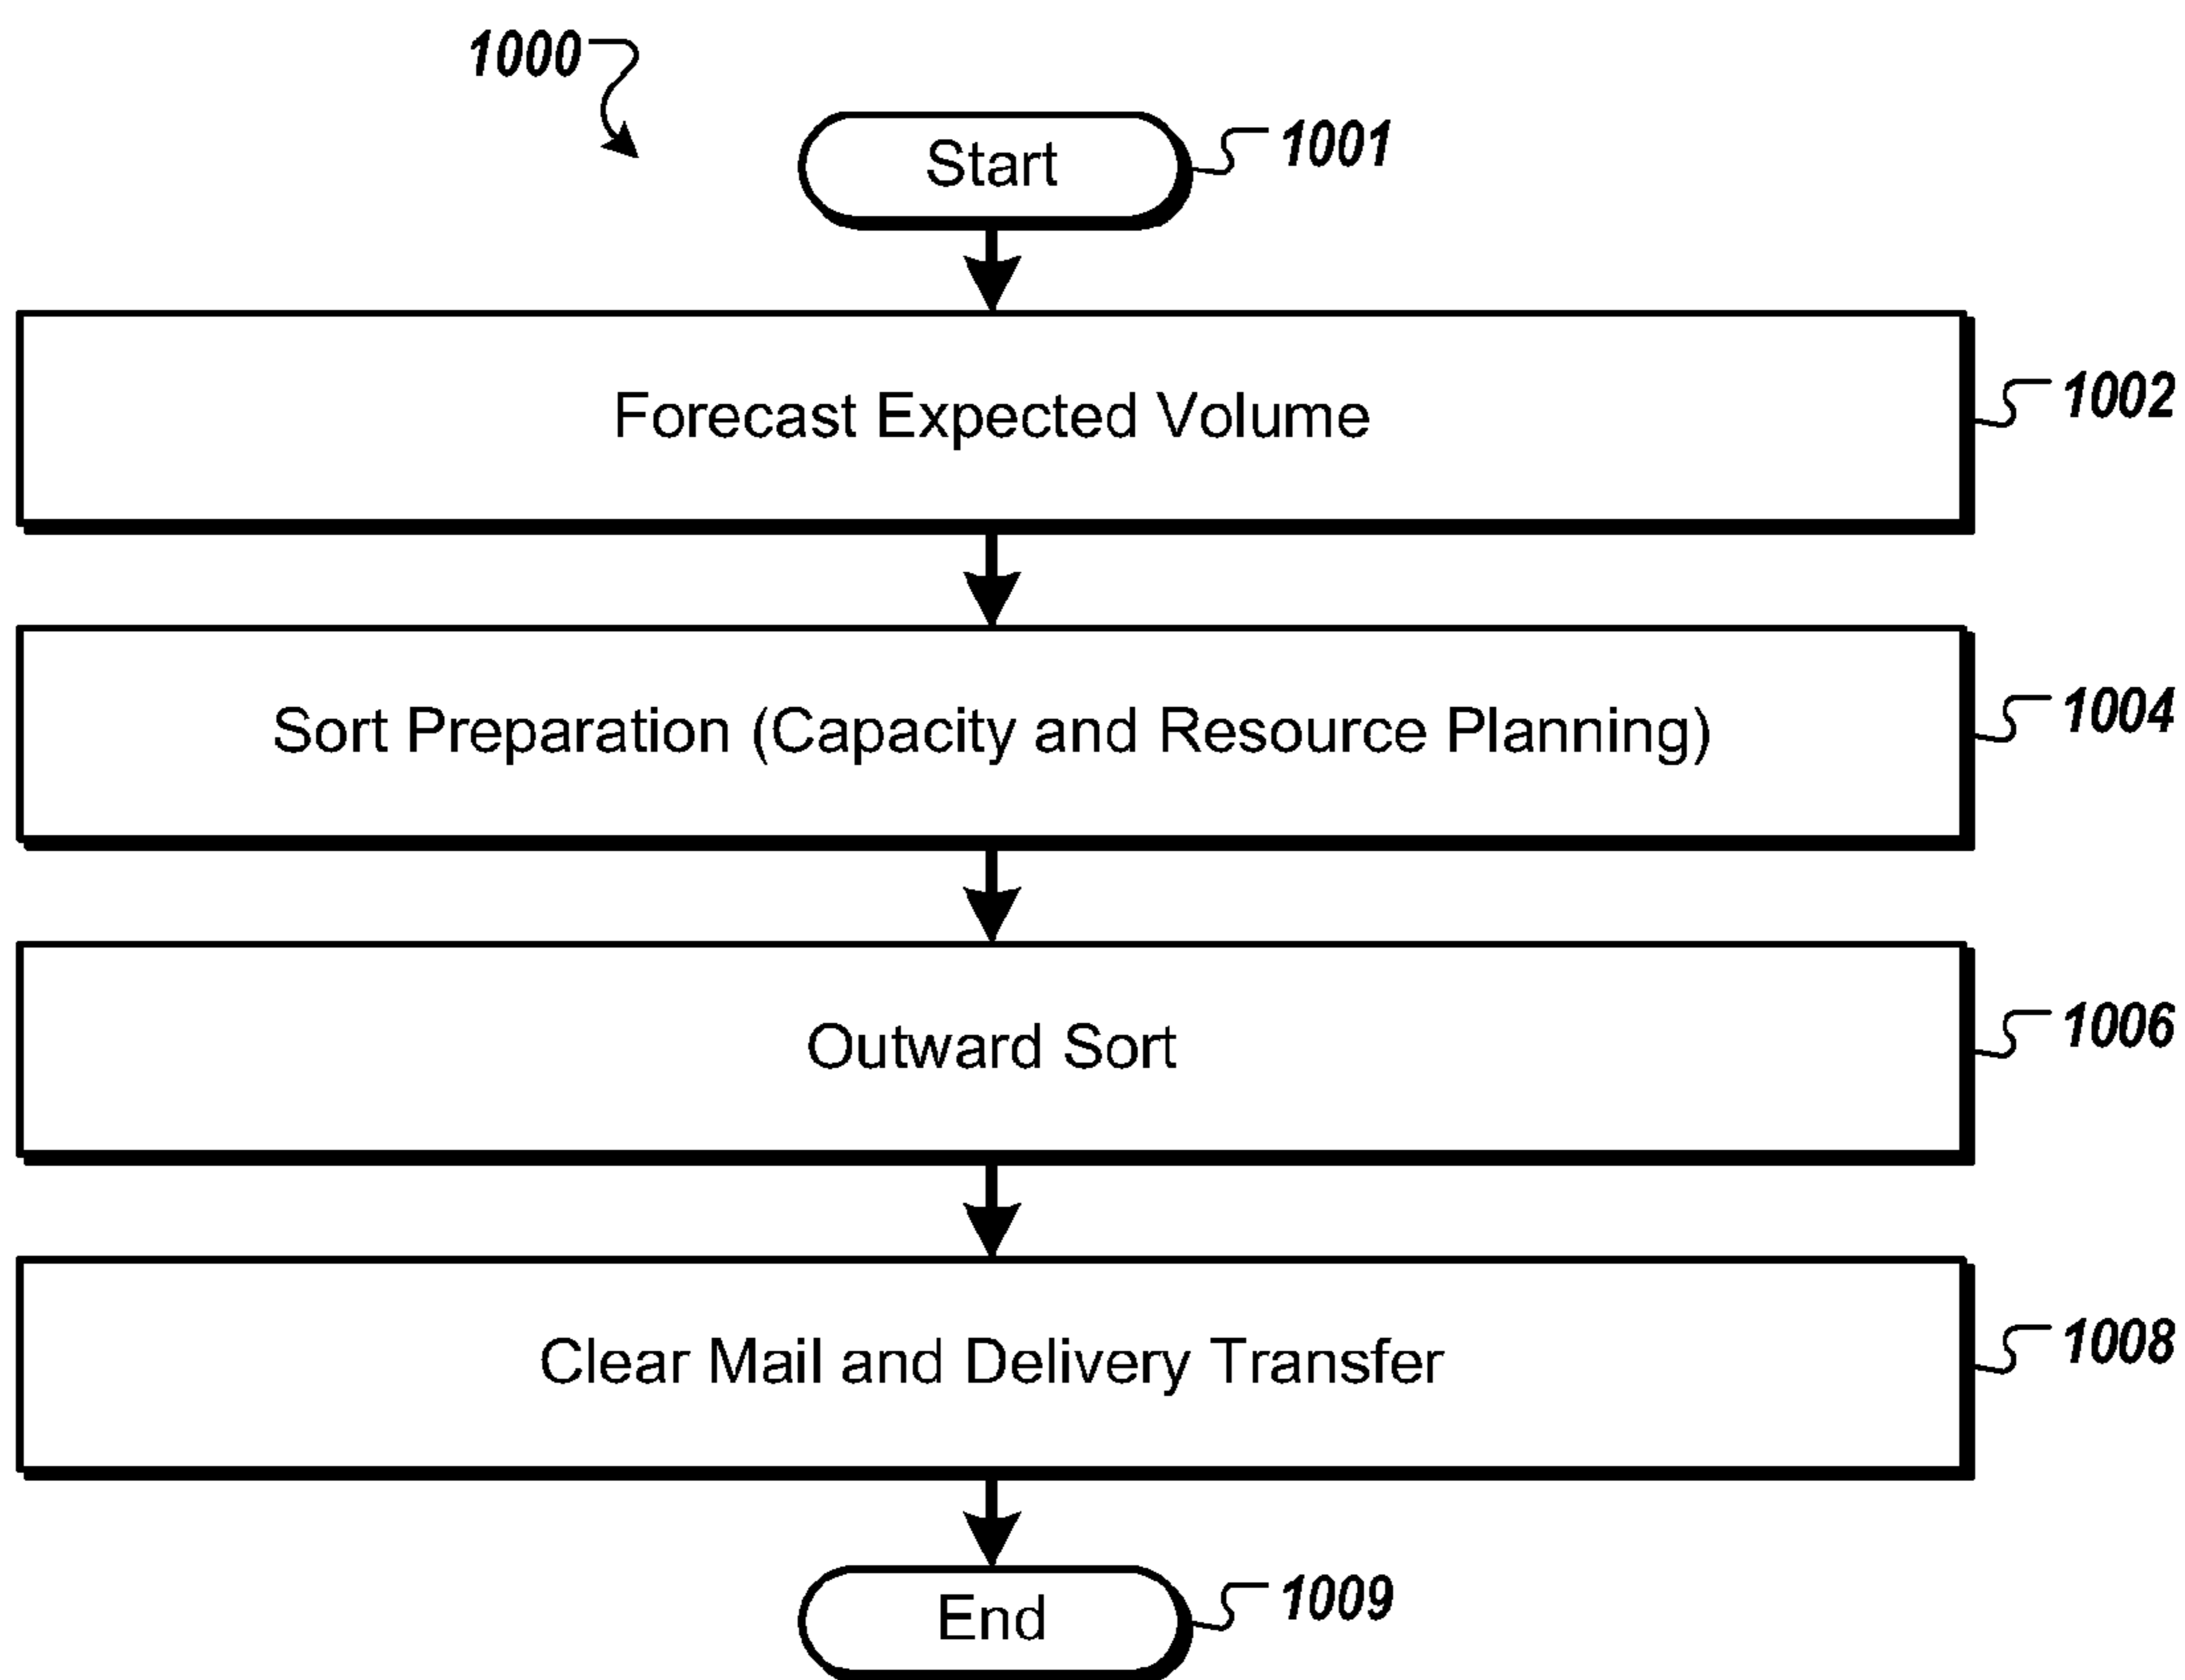 1000
Start
1001
Forecast Expected Volume
1002
Sort Preparation (Capacity and Resource Planning)
1004
Outward Sort
1006
Clear Mail and Delivery Transfer
1008
End
1009